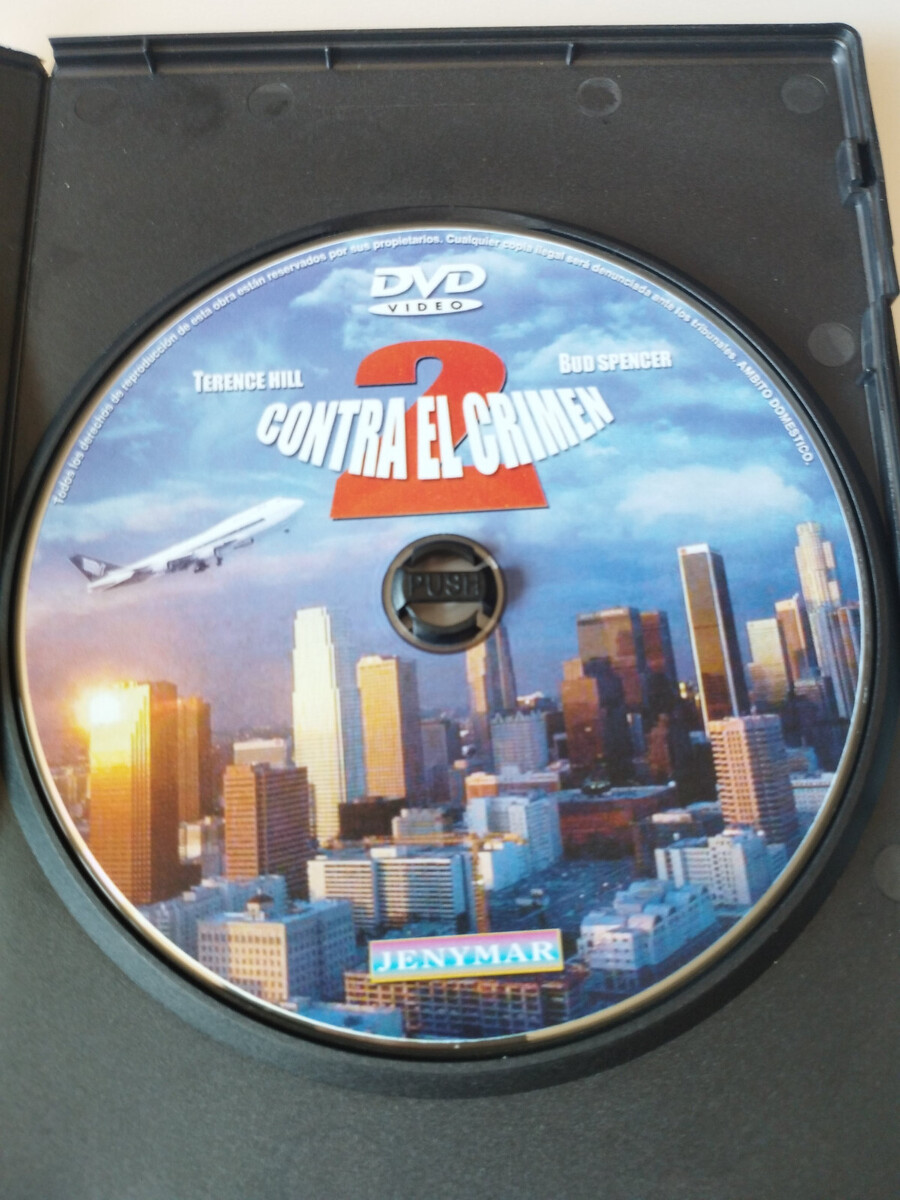 Todos los derechos de reproducción de esta obra están reservados por sus propietarios. Cualquier copia ilegal será denunciada ante los tribunales. AMBITO DOMESTICO.
DVD
VIDEO
TERENCE HILL
BUD SPENCER
2
CONTRA EL CRIMEN
PUSH
JENYMAR